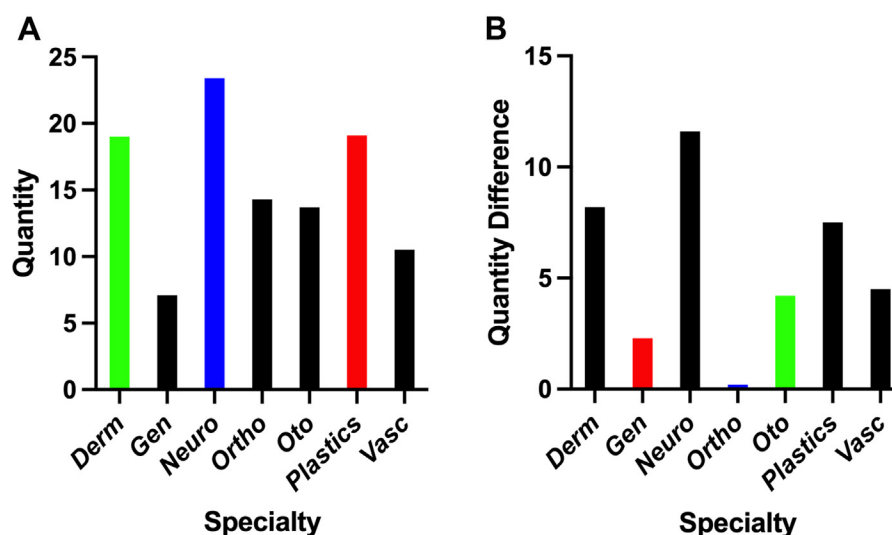 A
Quantity
25
20
15
10
5
0
Derm Gen Neuro Ortho Oto Plastics Vasc
Specialty
B
Quantity Difference
15
10
5
0
Derm Gen Neuro Ortho Oto Plastics Vasc
Specialty